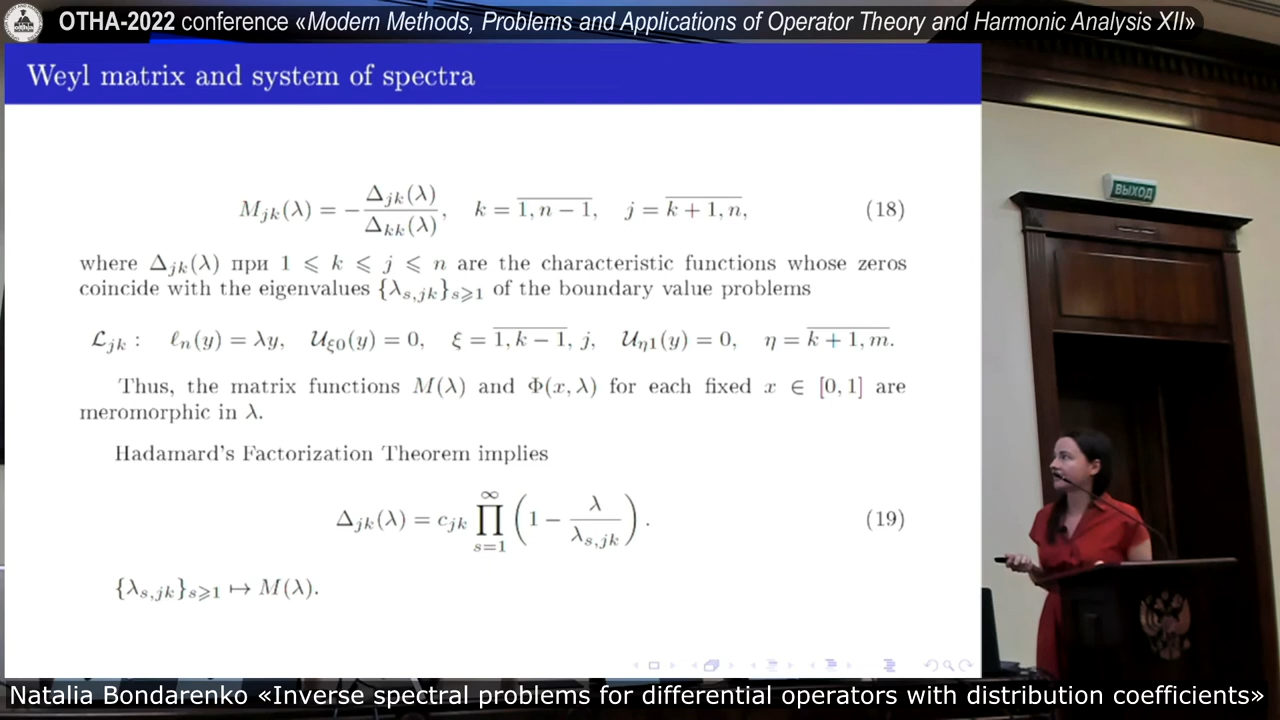 OTHA-2022 conference «Modern Methods, Problems and Applications of Operator Theory and Harmonic Analysis XII»
Weyl matrix and system of spectra
M_{jk}(λ) = −Δ_{jk}(λ)/Δ_{kk}(λ), k = \overline{1, n − 1}, j = \overline{k + 1, n}, (18)
where Δ_{jk}(λ) при 1 ⩽ k ⩽ j ⩽ n are the characteristic functions whose zeros
coincide with the eigenvalues {λ_{s,jk}}_{s⩾1} of the boundary value problems
ℒ_{jk} : ℓ_n(y) = λy, 𝒰_{ξ0}(y) = 0, ξ = \overline{1, k − 1}, j, 𝒰_{η1}(y) = 0, η = \overline{k + 1, m}.
Thus, the matrix functions M(λ) and Φ(x, λ) for each fixed x ∈ [0, 1] are
meromorphic in λ.
Hadamard's Factorization Theorem implies
Δ_{jk}(λ) = c_{jk} ∏_{s=1}^{∞} (1 − λ/λ_{s,jk}). (19)
{λ_{s,jk}}_{s⩾1} ↦ M(λ).
ВЫХОД
Natalia Bondarenko «Inverse spectral problems for differential operators with distribution coefficients»